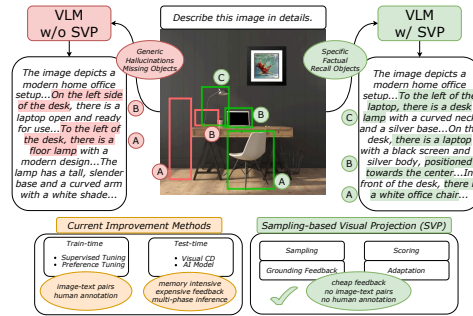 VLM
w/o SVP
Describe this image in details.
VLM
w/ SVP
Generic
Hallucinations
Missing Objects
Specific
Factual
Recall Objects
The image depicts a
modern home office
setup...On the left side
of the desk, there is a
laptop open and ready
for use...To the left of
the desk, there is a
floor lamp with a
modern design...The
lamp has a tall, slender
base and a curved arm
with a white shade...
B
A
C
B
B
A
A
C
B
A
The image depicts a
modern home office
setup...To the left of the
laptop, there is a desk
lamp with a curved neck
and a silver base...On the
desk, there is a laptop
with a black screen and a
silver body, positioned
towards the center...In
front of the desk, there is
a white office chair...
Current Improvement Methods
Train-time
• Supervised Tuning
• Preference Tuning
Test-time
• Visual CD
• AI Model
image-text pairs
human annotation
memory intensive
expensive feedback
multi-phase inference
Sampling-based Visual Projection (SVP)
Sampling
Scoring
Grounding Feedback
Adaptation
cheap feedback
no image-text pairs
no human annotation